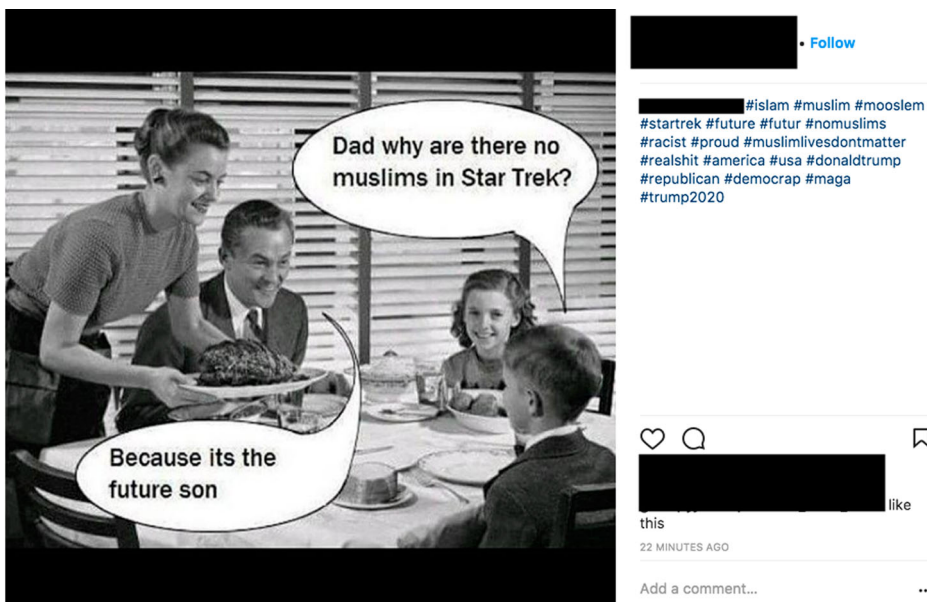 Dad why are there no
muslims in Star Trek?
Because its the
future son
• Follow
#islam #muslim #mooslem
#startrek #future #futur #nomuslims
#racist #proud #muslimlivesdontmatter
#realshit #america #usa #donaldtrump
#republican #democrap #maga
#trump2020
like
this
22 MINUTES AGO
Add a comment...